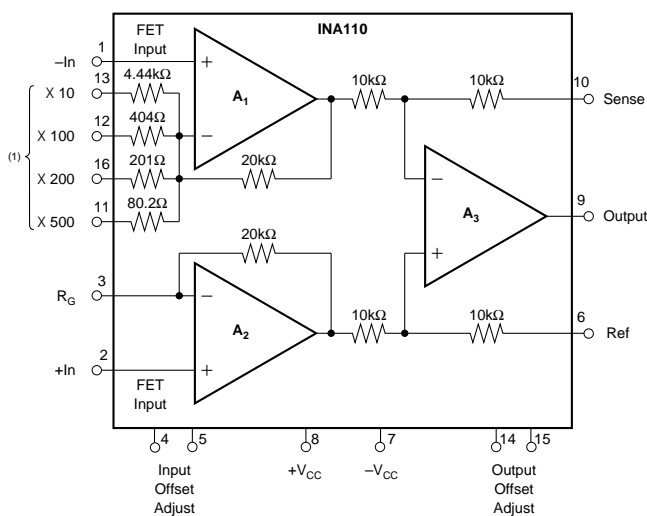 INA110
FET
Input
1
–In
13
4.44kΩ
X 10
12
404Ω
X 100
(1)
16
201Ω
X 200
11
80.2Ω
X 500
A1
20kΩ
10kΩ
10kΩ
10
Sense
A3
9
Output
20kΩ
3
RG
A2
10kΩ
10kΩ
6
Ref
2
+In
FET
Input
4
5
8
7
14
15
Input
Offset
Adjust
+VCC
–VCC
Output
Offset
Adjust